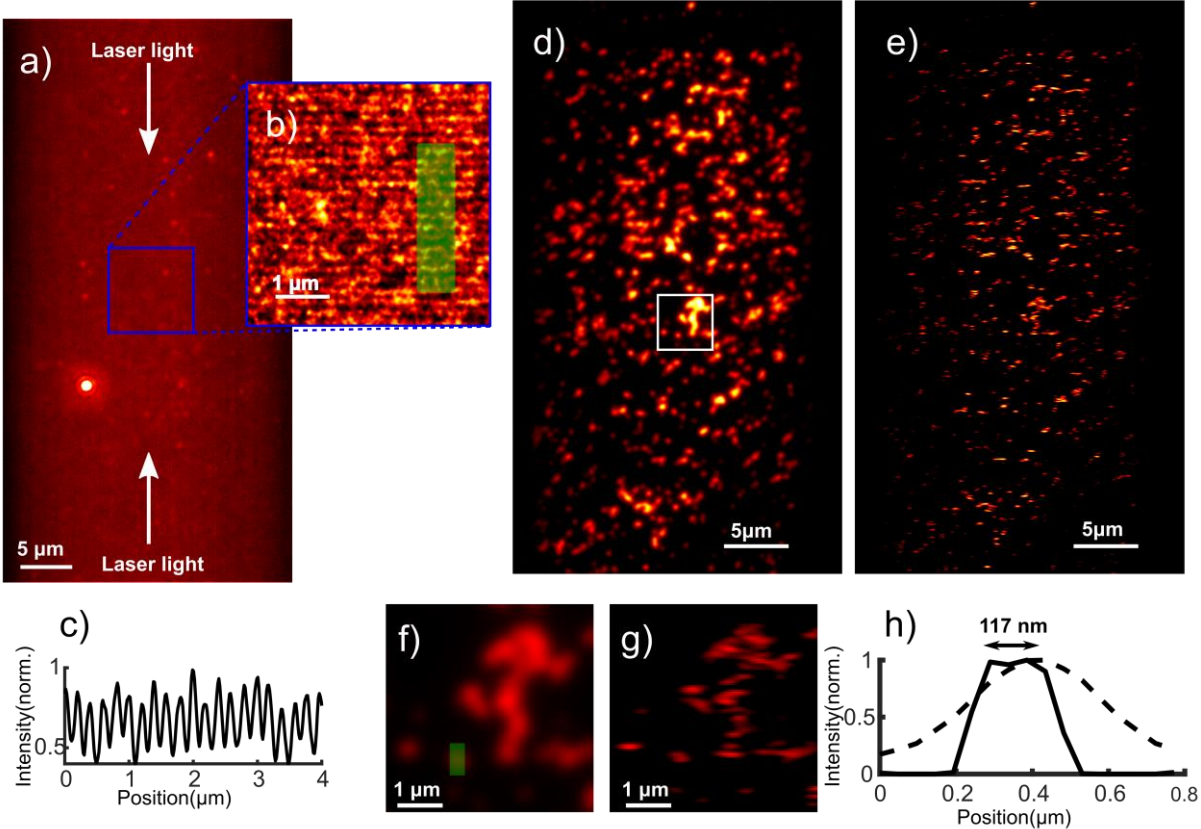 a)
Laser light
b)
1 µm
5 µm
Laser light
d)
5µm
e)
5µm
c)
Intensity(norm.)
1
0.5
0
1
2
3
4
Position(µm)
f)
1 µm
g)
1 µm
h)
117 nm
Intensity(norm.)
1
0.5
0
0
0.2
0.4
0.6
0.8
Position(µm)